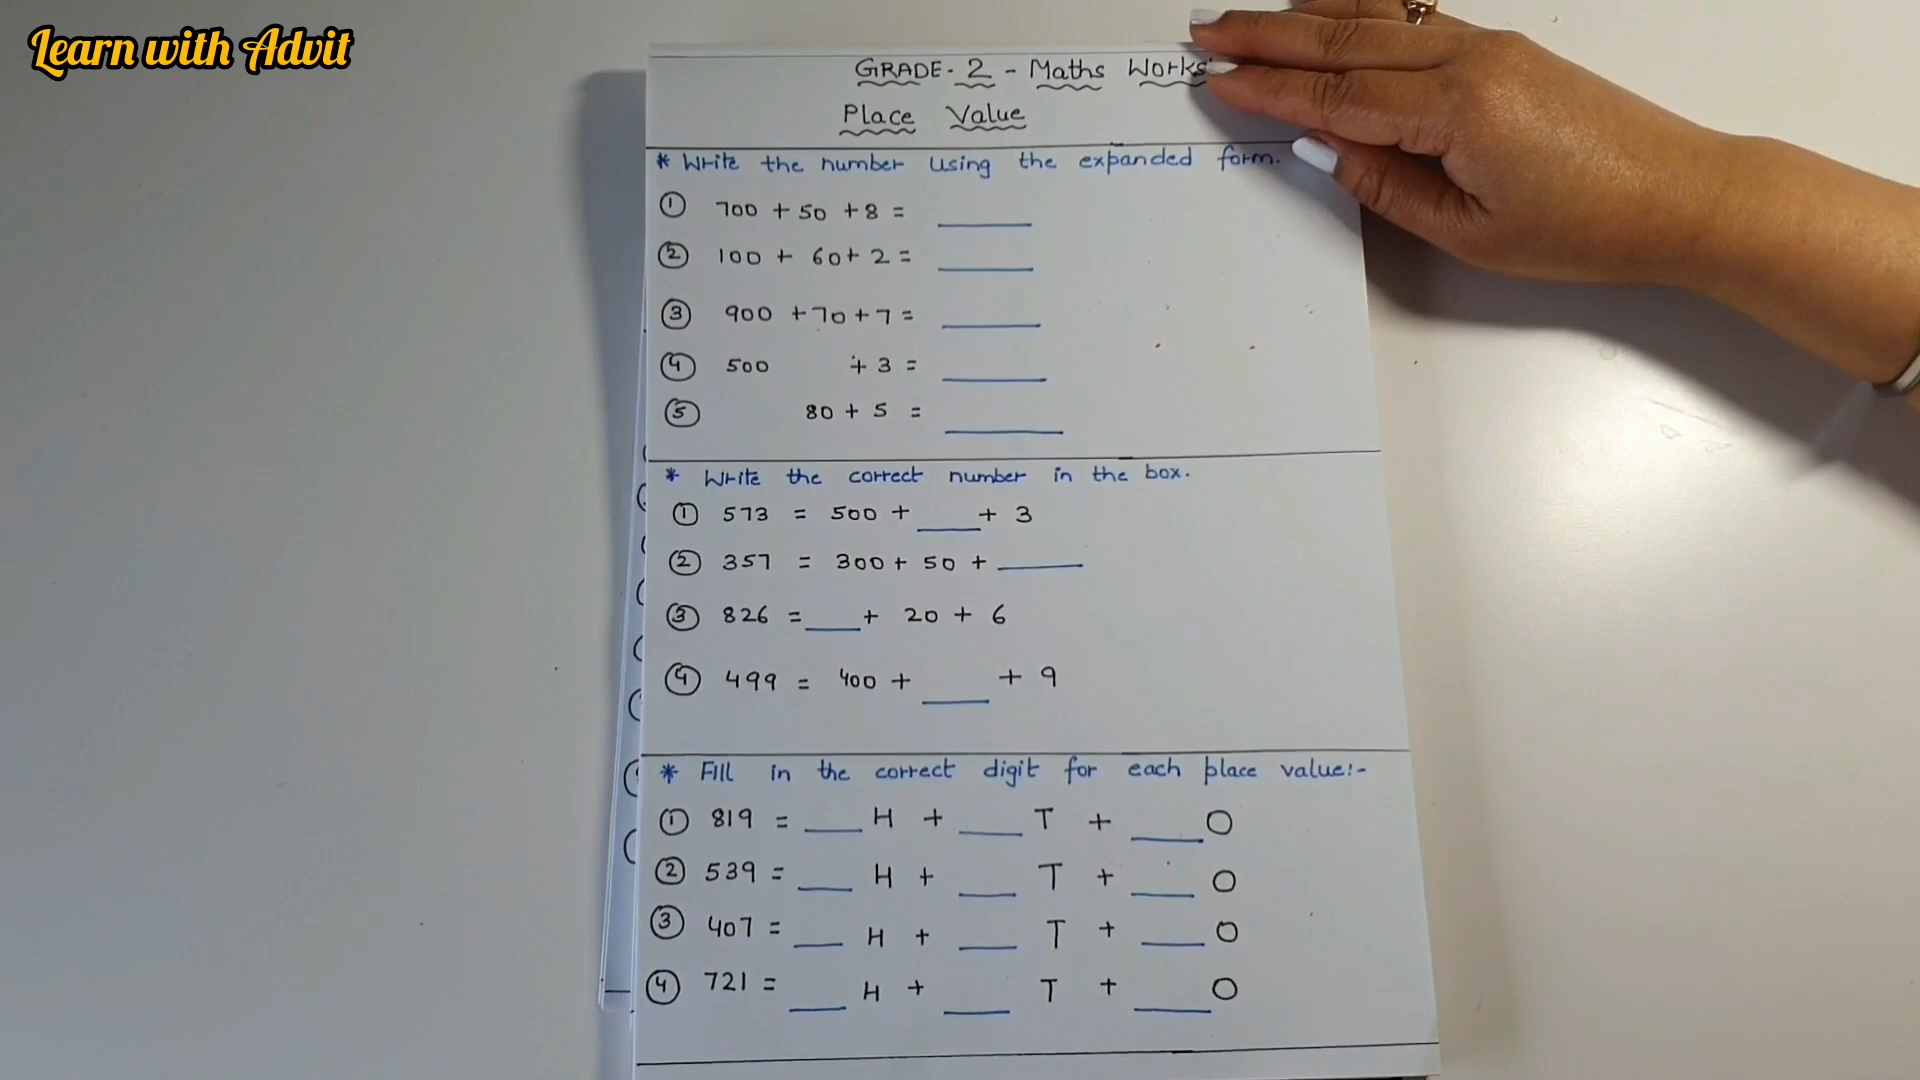 Learn with Advit
GRADE - 2 - Maths Works
Place Value
* Write the number using the expanded form.
① 700 + 50 + 8 = ____
② 100 + 60 + 2 = ____
③ 900 + 70 + 7 = ____
④ 500 + 3 = ____
⑤ 80 + 5 = ____
* Write the correct number in the box.
① 573 = 500 + ____ + 3
② 357 = 300 + 50 + ____
③ 826 = ____ + 20 + 6
④ 499 = 400 + ____ + 9
* Fill in the correct digit for each place value:-
① 819 = ____ H + ____ T + ____ O
② 539 = ____ H + ____ T + ____ O
③ 407 = ____ H + ____ T + ____ O
④ 721 = ____ H + ____ T + ____ O